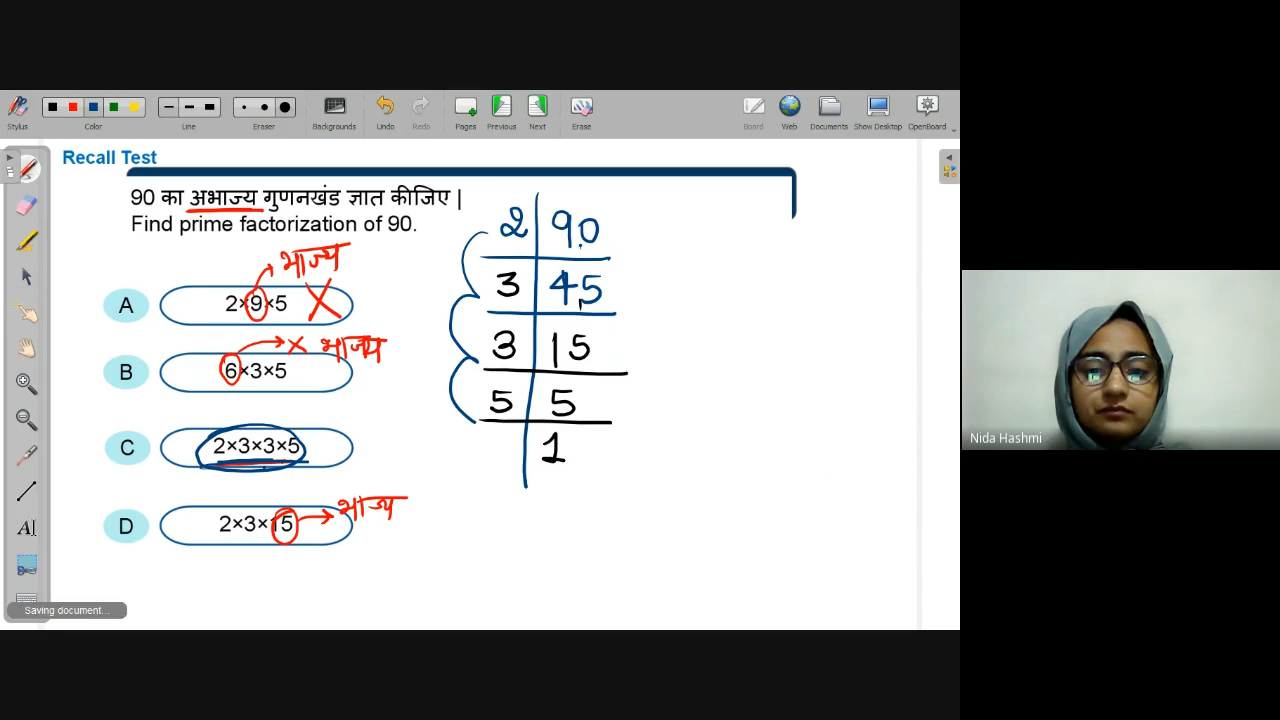 Stylus
Color
Line
Eraser
Backgrounds
Undo
Redo
Pages
Previous
Next
Erase
Board
Web
Documents
Show Desktop
OpenBoard
Recall Test
90 का अभाज्य गुणनखंड ज्ञात कीजिए |
Find prime factorization of 90.
भाज्य
A 2×9×5 X
x भाज्य
B 6×3×5
C 2×3×3×5
भाज्य
D 2×3×15
2 90
3 45
3 15
5 5
1
Saving document...
Nida Hashmi